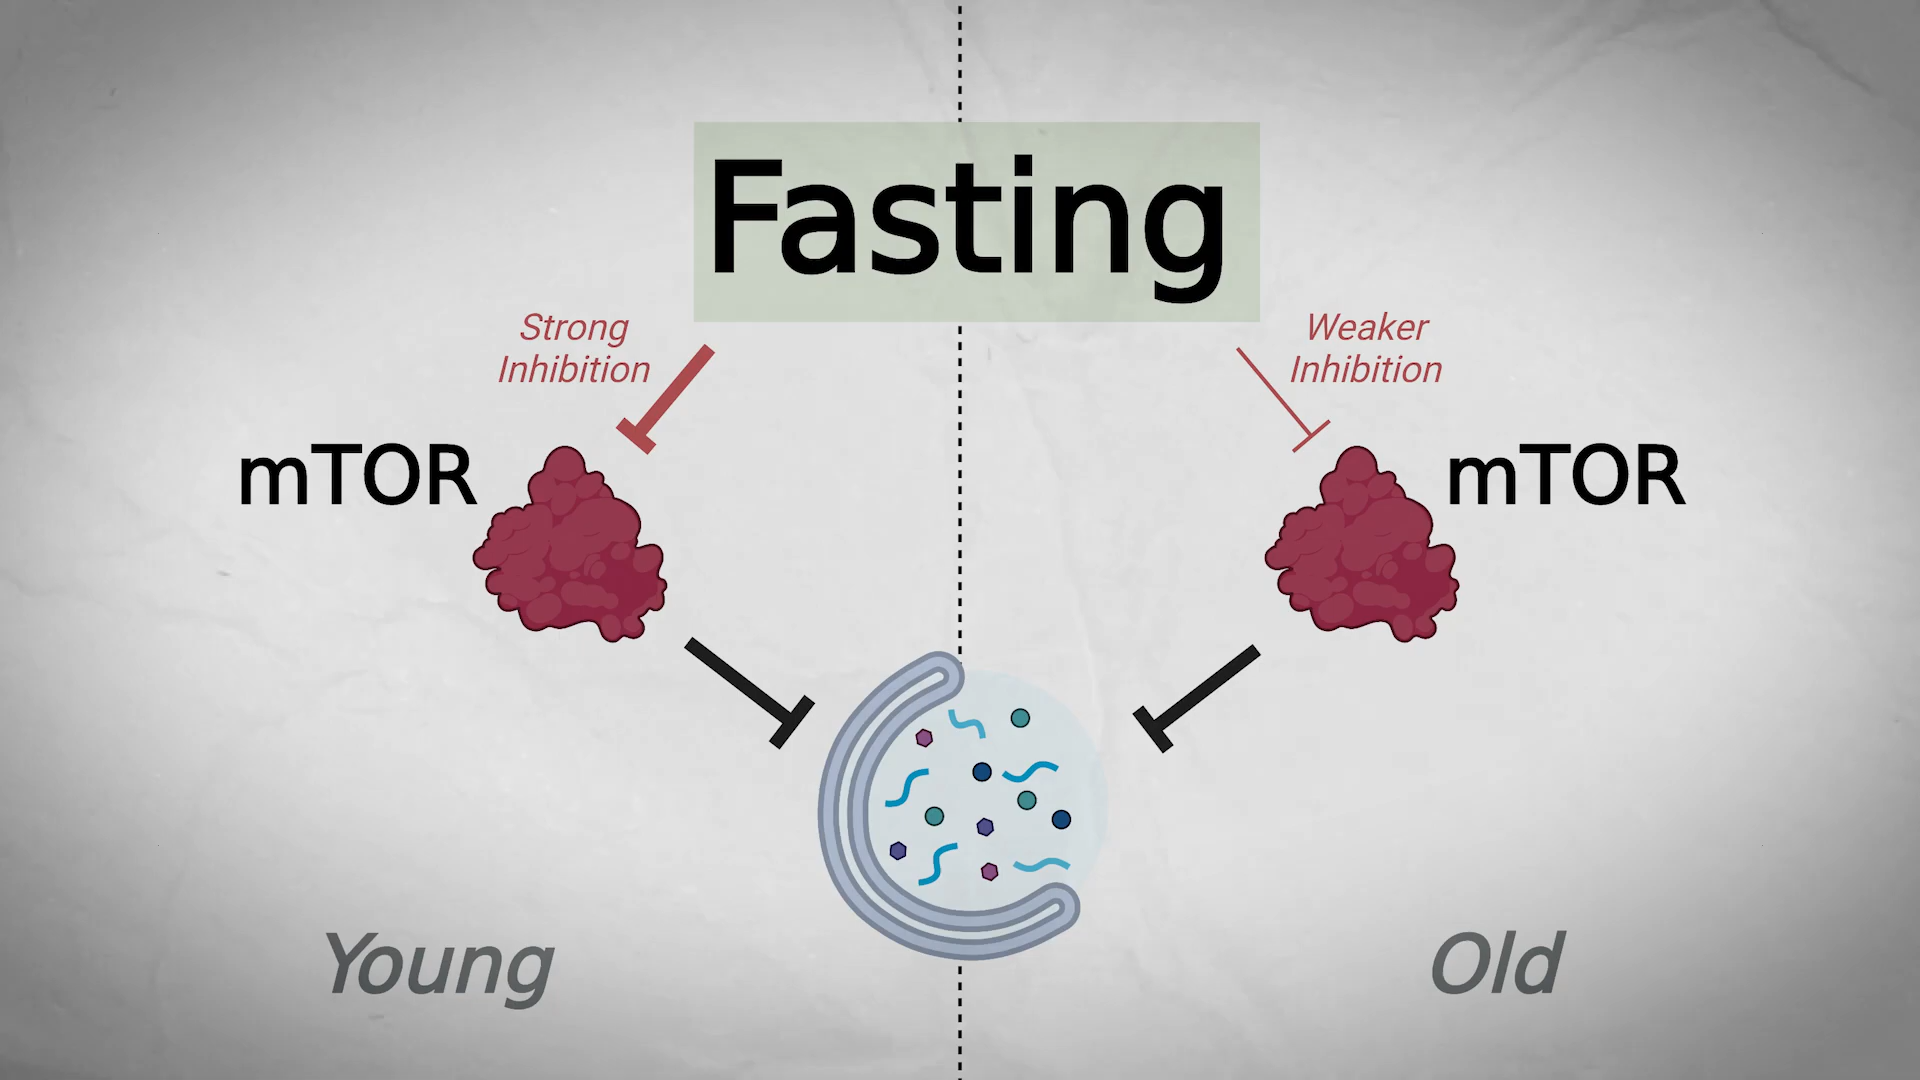 Fasting
Strong
Inhibition
Weaker
Inhibition
mTOR
mTOR
Young
Old